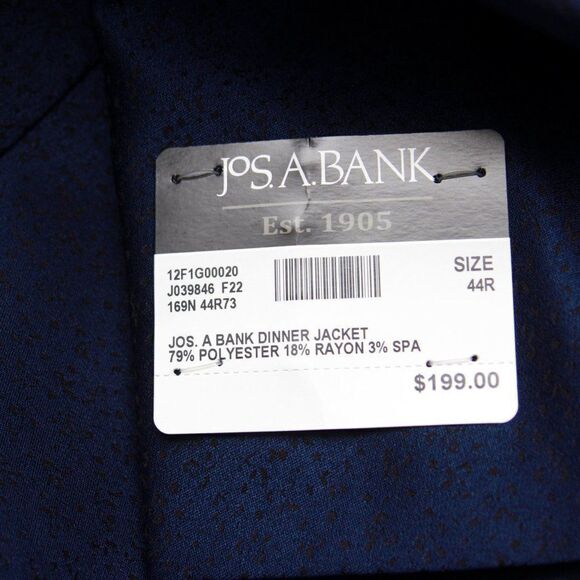 JOS. A. BANK
Est. 1905
12F1G00020
J039846 F22
169N 44R73
SIZE
44R
JOS. A BANK DINNER JACKET
79% POLYESTER 18% RAYON 3% SPA
$199.00